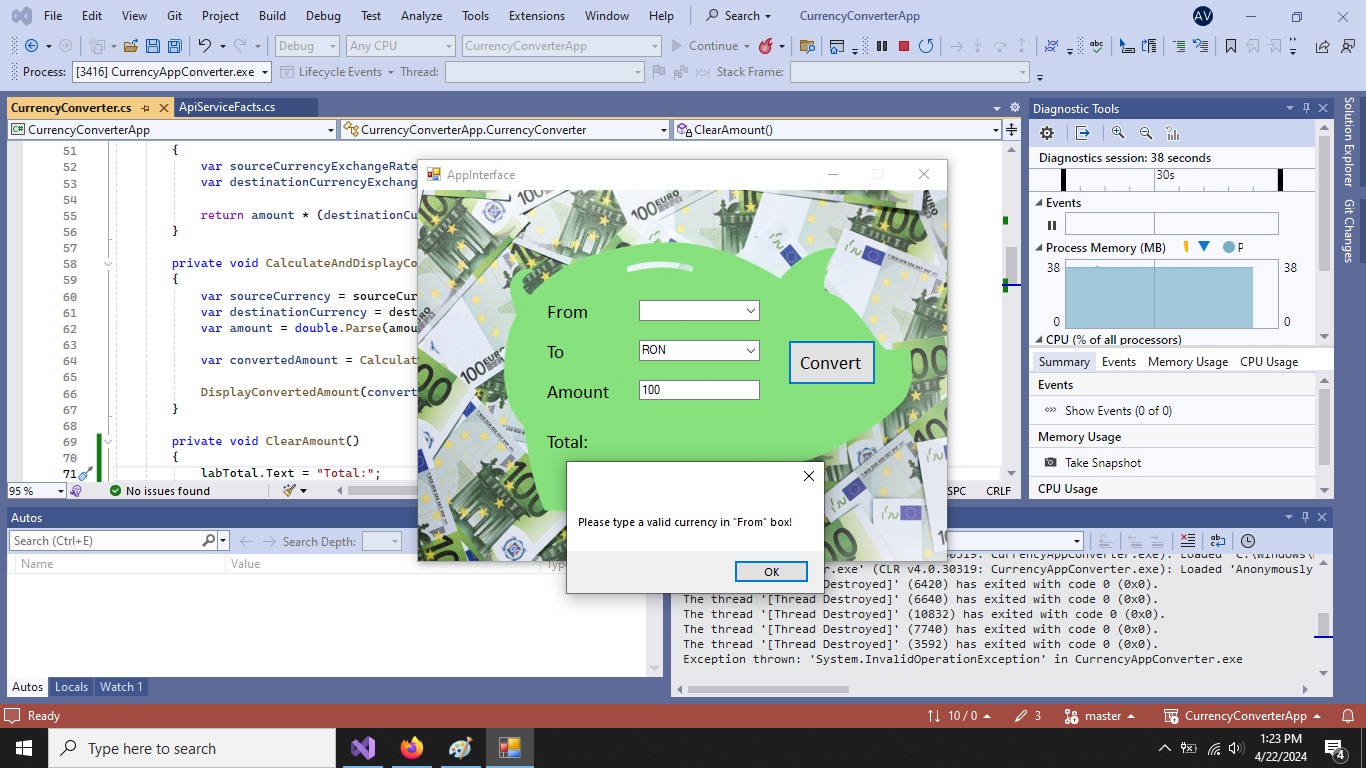 File Edit View Git Project Build Debug Test Analyze Tools Extensions Window Help Search CurrencyConverterApp AV
Debug Any CPU CurrencyConverterApp Continue
Process: [3416] CurrencyAppConverter.exe Lifecycle Events Thread: Stack Frame:
CurrencyConverter.cs ApiServiceFacts.cs
CurrencyConverterApp CurrencyConverterApp.CurrencyConverter ClearAmount()
51 {
52 var sourceCurrencyExchangeRate
53 var destinationCurrencyExchang
54
55 return amount * (destinationCu
56 }
57
58 private void CalculateAndDisplayCo
59 {
60 var sourceCurrency = sourceCur
61 var destinationCurrency = dest
62 var amount = double.Parse(amou
63
64 var convertedAmount = Calculat
65
66 DisplayConvertedAmount(convert
67 }
68
69 private void ClearAmount()
70 {
71 labTotal.Text = "Total:";
95 % No issues found SPC CRLF
AppInterface
From
To RON
Amount 100
Convert
Total:
Please type a valid currency in "From" box!
OK
Diagnostic Tools
Diagnostics session: 38 seconds
30s
Events
Process Memory (MB) P
38 38
0 0
CPU (% of all processors)
Summary Events Memory Usage CPU Usage
Events
Show Events (0 of 0)
Memory Usage
Take Snapshot
CPU Usage
Solution Explorer
Git Changes
Autos
Search (Ctrl+E) Search Depth:
Name Value Typ
Autos Locals Watch 1
.30319: CurrencyAppConverter.exe): Loaded 'C:\Windows\
r.exe' (CLR v4.0.30319: CurrencyAppConverter.exe): Loaded 'Anonymously
d Destroyed]' (6420) has exited with code 0 (0x0).
The thread '[Thread Destroyed]' (6640) has exited with code 0 (0x0).
The thread '[Thread Destroyed]' (10832) has exited with code 0 (0x0).
The thread '[Thread Destroyed]' (7740) has exited with code 0 (0x0).
The thread '[Thread Destroyed]' (3592) has exited with code 0 (0x0).
Exception thrown: 'System.InvalidOperationException' in CurrencyAppConverter.exe
Ready 10 / 0 3 master CurrencyConverterApp
Type here to search
1:23 PM
4/22/2024
4